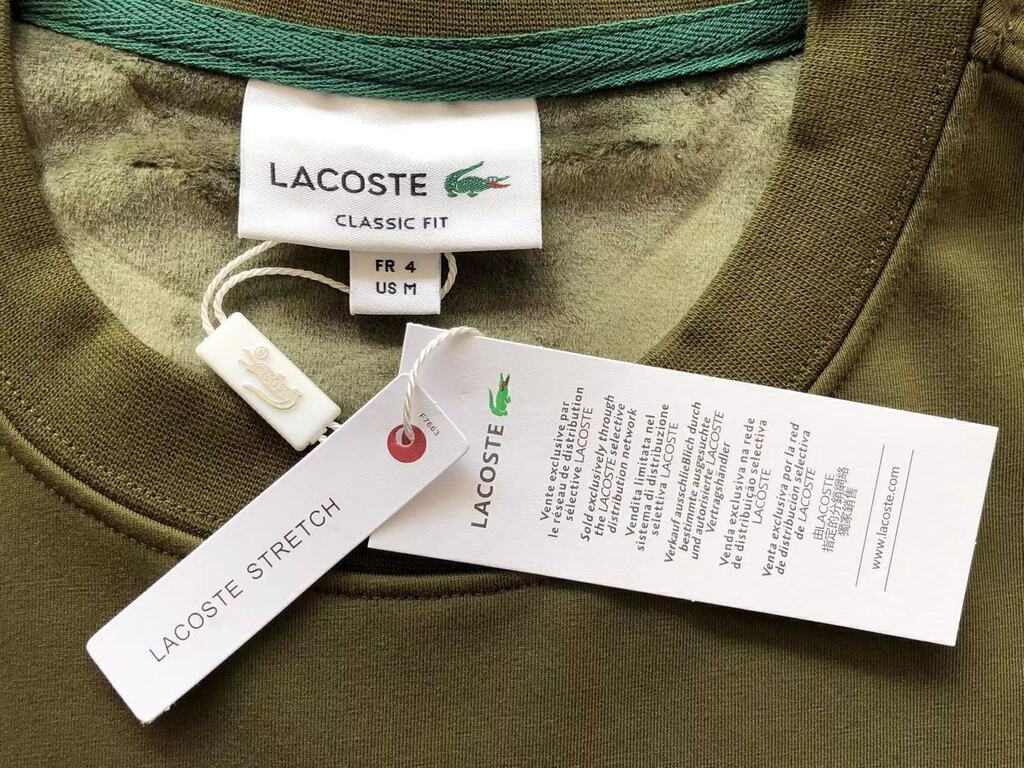 LACOSTE
CLASSIC FIT
FR 4
US M
F7663
LACOSTE STRETCH
LACOSTE
Vente exclusive par
le réseau de distribution
sélective LACOSTE
Sold exclusively through
the LACOSTE selective
distribution network
Vendita limitata nel
sistema di distribuzione
selettiva LACOSTE
Verkauf ausschließlich durch
bestimmte ausgesuchte
und autorisierte LACOSTE
Vertragshändler
Venda exclusiva na rede
de distribuição selectiva
LACOSTE
Venta exclusiva por la red
de distribución selectiva
de LACOSTE
由LACOSTE
指定的分銷網絡
獨家銷售
www.lacoste.com